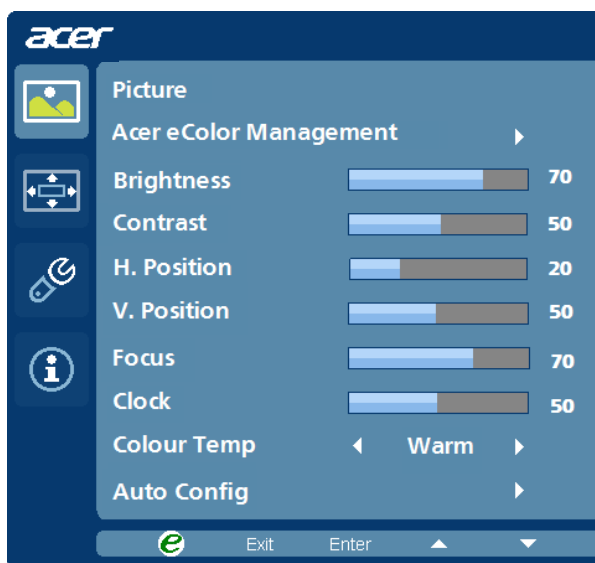 acer
Picture
Acer eColor Management
Brightness 70
Contrast 50
H. Position 20
V. Position 50
Focus 70
Clock 50
Colour Temp Warm
Auto Config
e Exit Enter